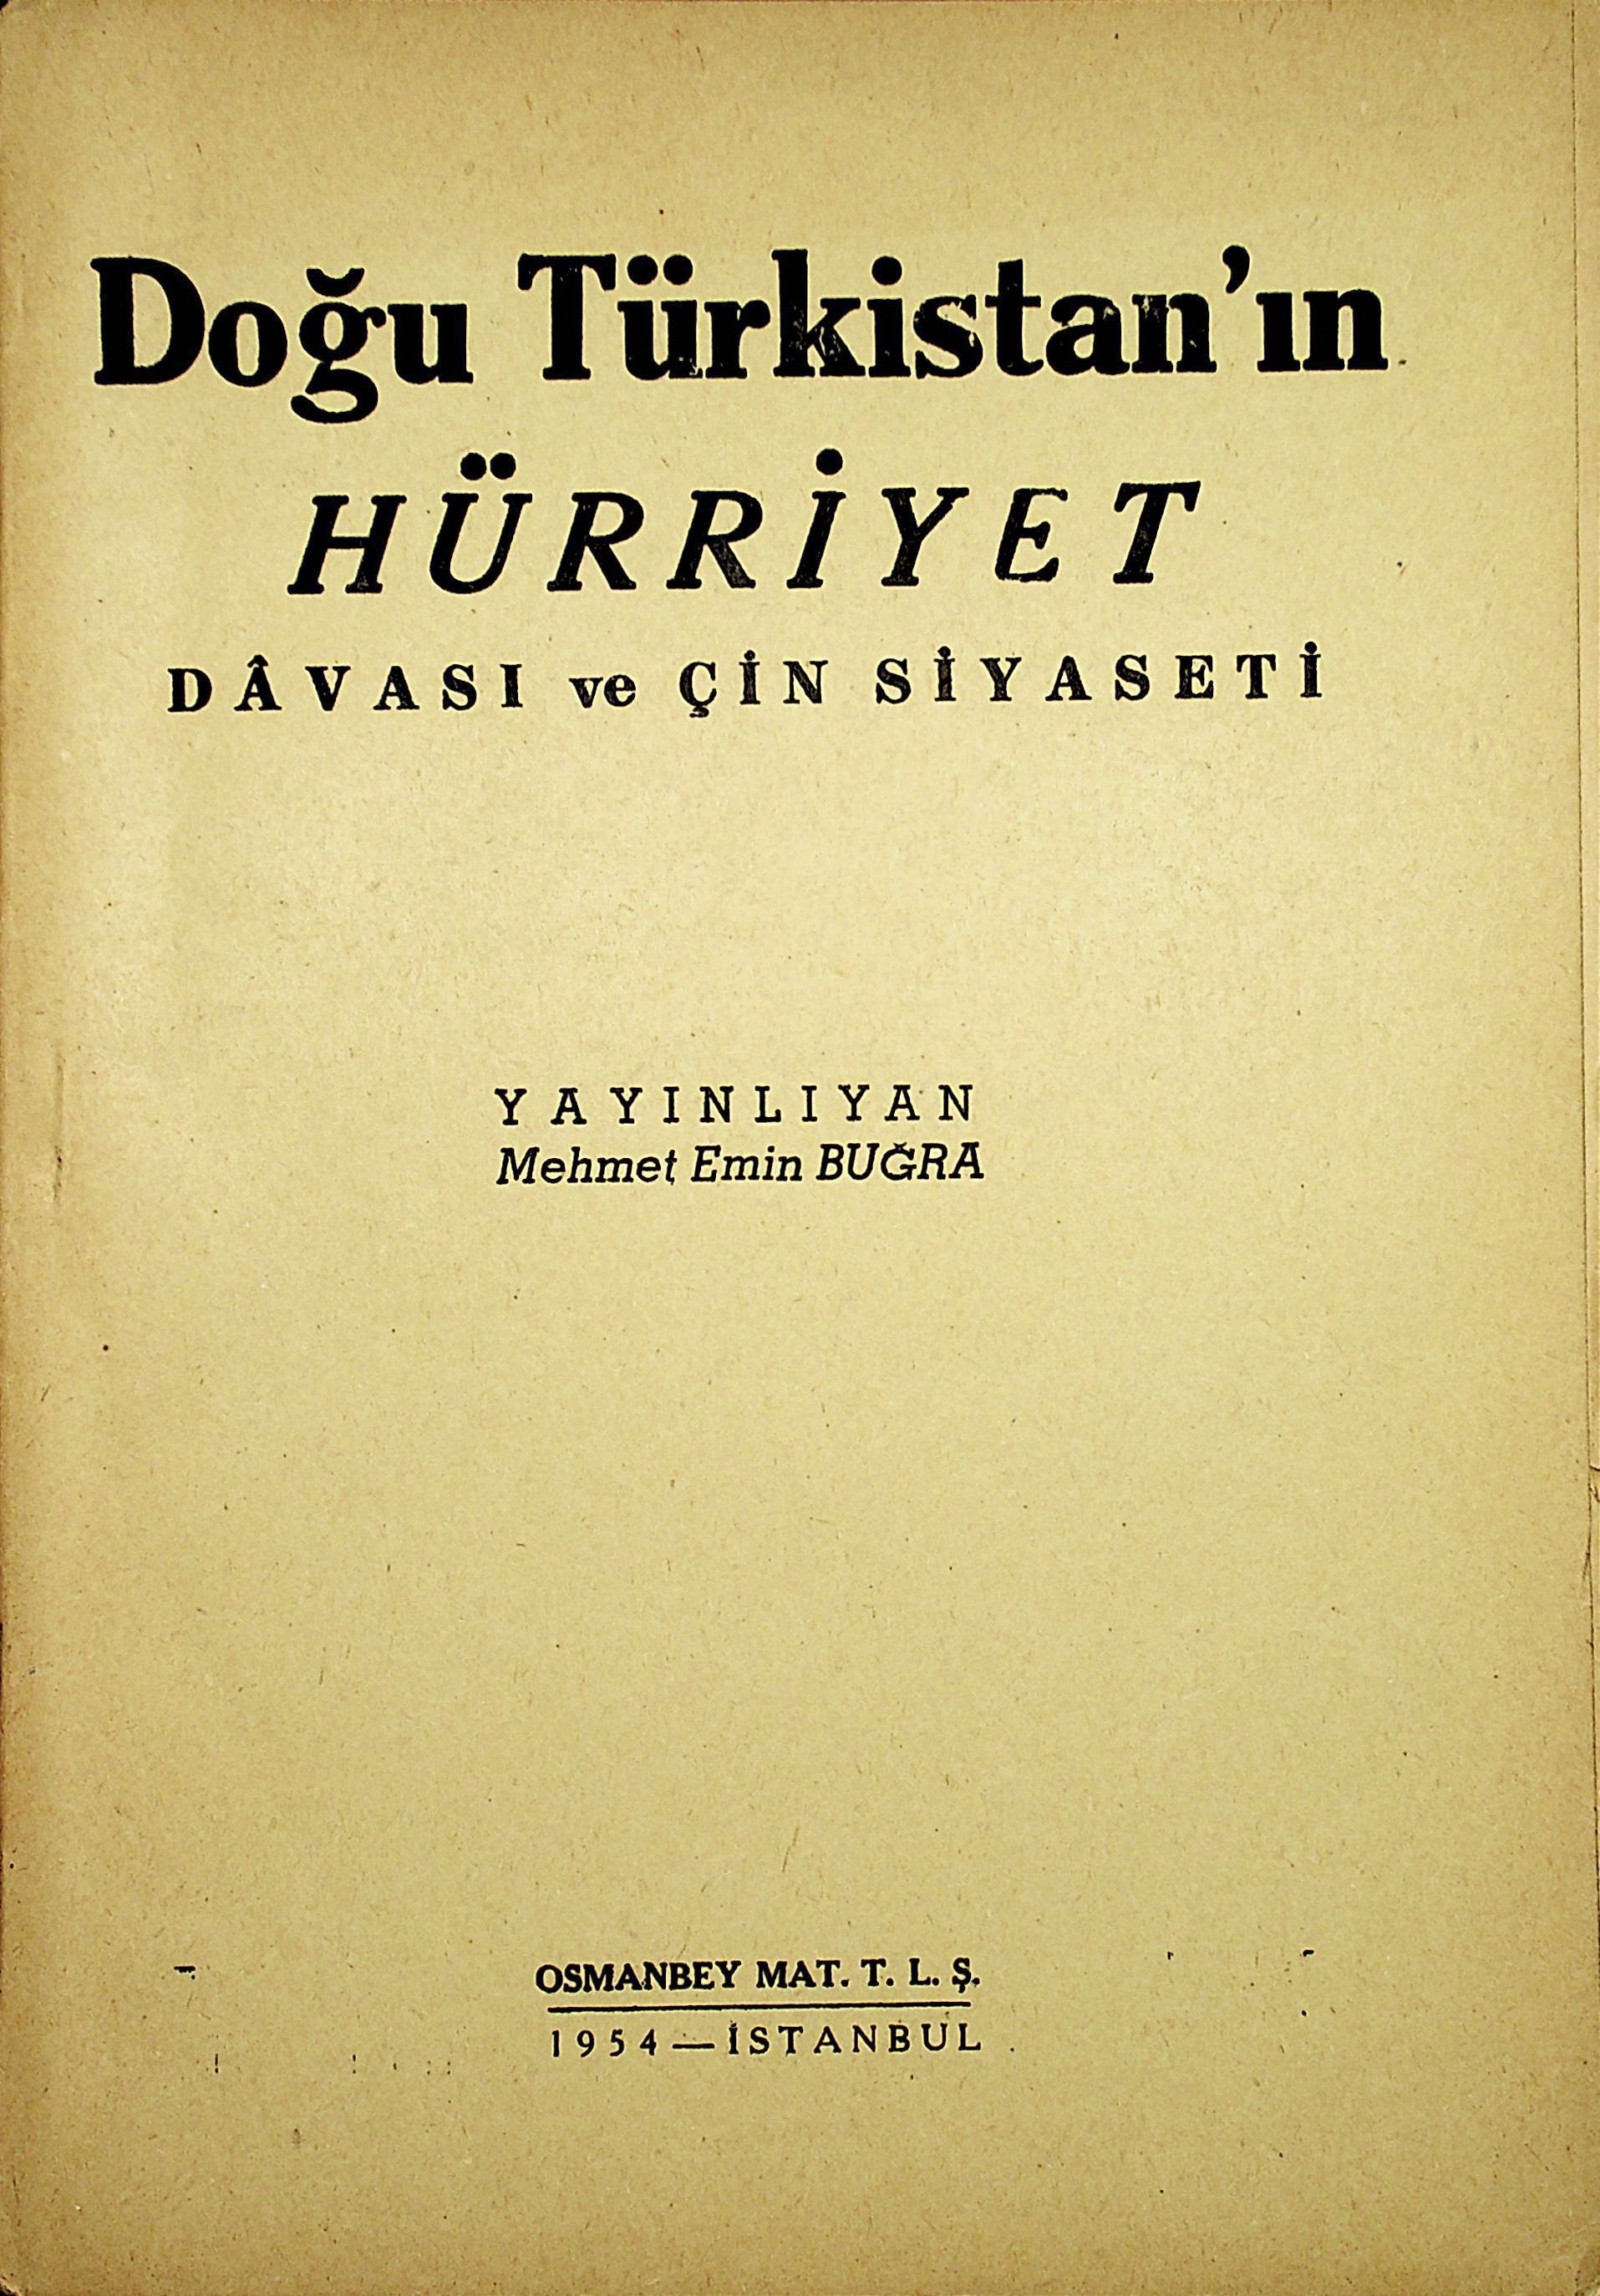 Doğu Türkistan'ın
HÜRRİYET
DÂVASI ve ÇİN SİYASETİ
YAYINLIYAN
Mehmet Emin BUĞRA
OSMANBEY MAT. T. L. Ş.
1954 — İSTANBUL